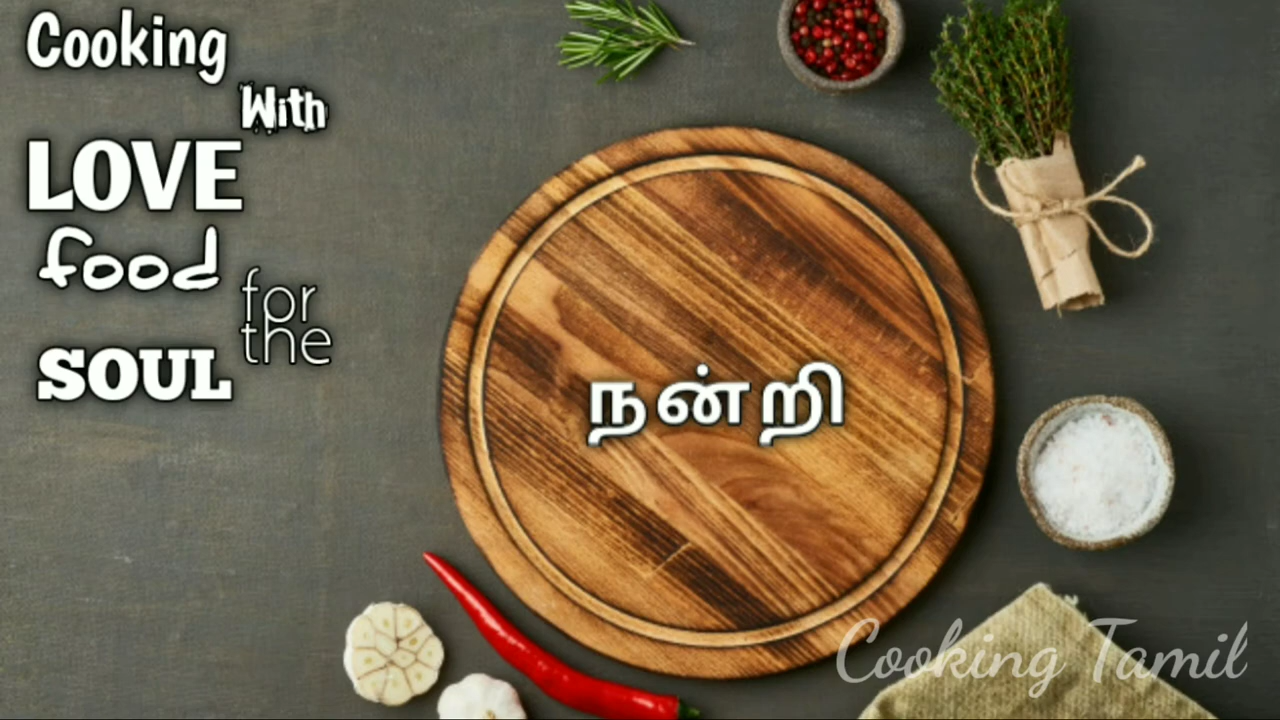 Cooking
With
LOVE
food
for
the
SOUL
நன்றி
Cooking Tamil